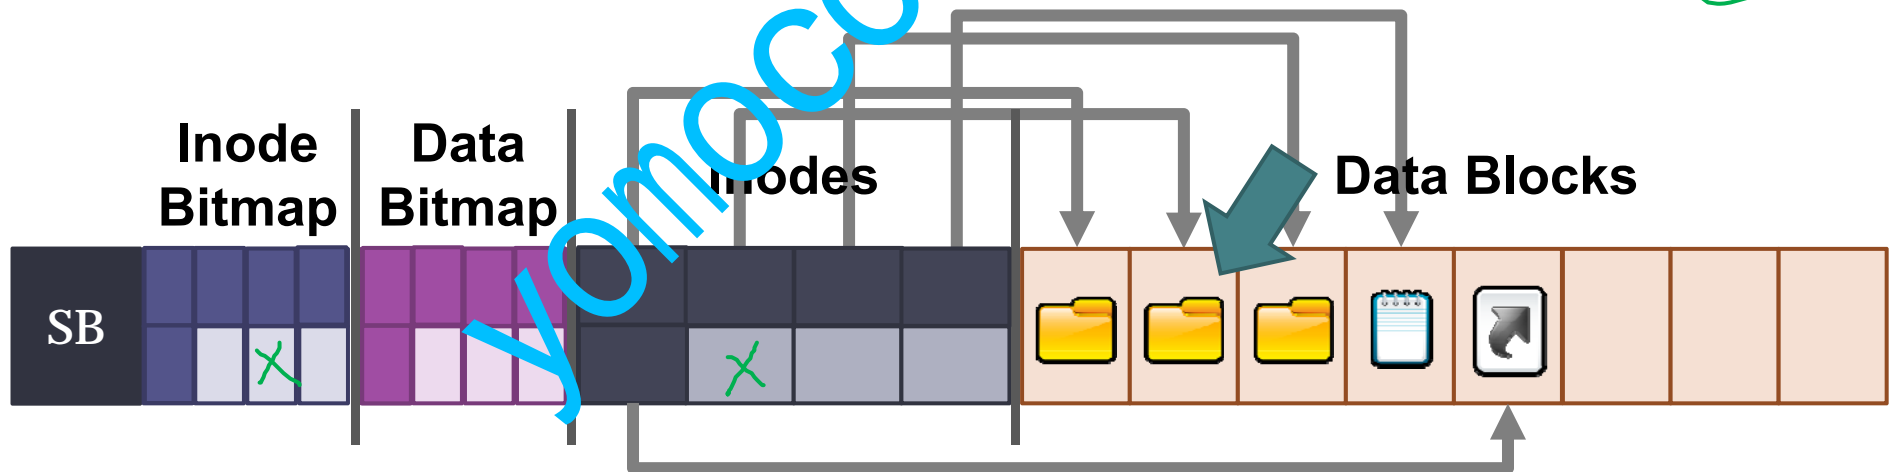 Inode
Bitmap
Data
Bitmap
Inodes
Data Blocks
SB
X
X
yomoco